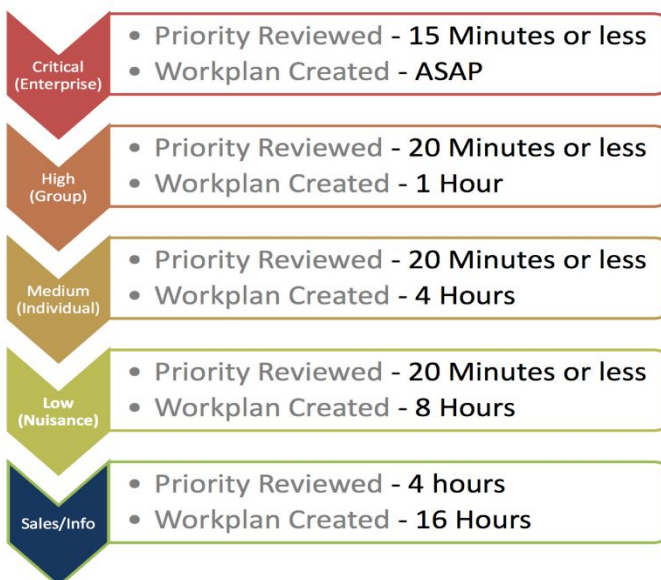 Critical
(Enterprise)
• Priority Reviewed - 15 Minutes or less
• Workplan Created - ASAP
High
(Group)
• Priority Reviewed - 20 Minutes or less
• Workplan Created - 1 Hour
Medium
(Individual)
• Priority Reviewed - 20 Minutes or less
• Workplan Created - 4 Hours
Low
(Nuisance)
• Priority Reviewed - 20 Minutes or less
• Workplan Created - 8 Hours
Sales/Info
• Priority Reviewed - 4 hours
• Workplan Created - 16 Hours